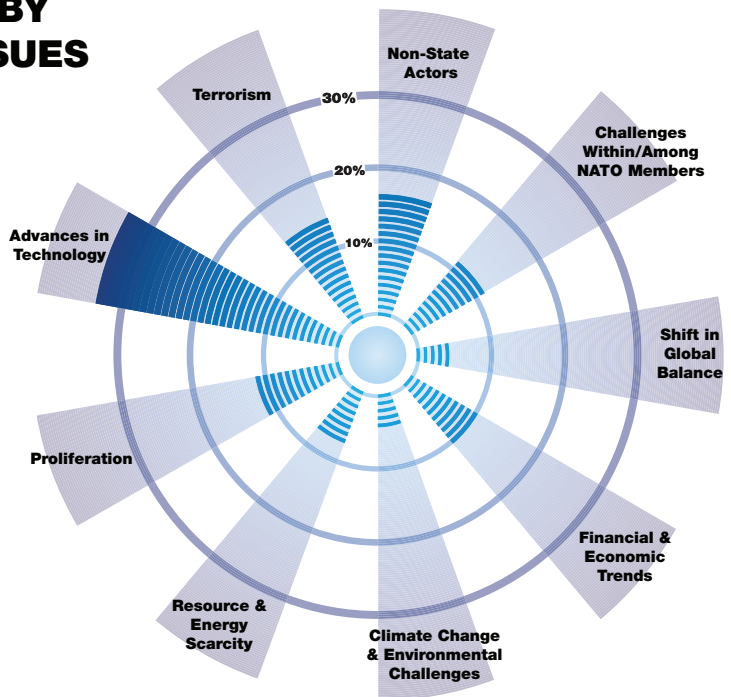 BY
SUES
Non-State
Actors
Challenges
Within/Among
NATO Members
Shift in
Global
Balance
Financial &
Economic
Trends
Climate Change
& Environmental
Challenges
Resource &
Energy
Scarcity
Proliferation
Advances in
Technology
Terrorism
30%
20%
10%